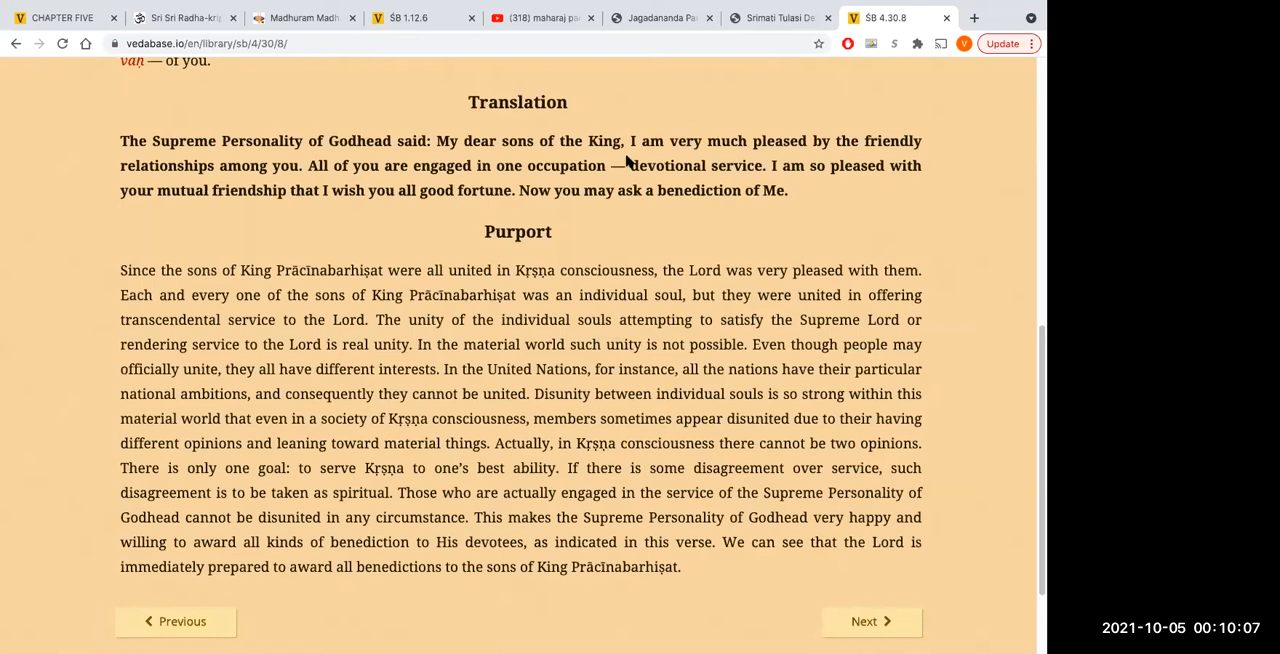 CHAPTER FIVE
Sri Sri Radha-kri
Madhuram Madh
ŚB 1.12.6
(318) maharaj pa
Jagadananda Pa
Srimati Tulasi De
ŚB 4.30.8
vedabase.io/en/library/sb/4/30/8/
S
V
Update
vaḥ — of you.
Translation
The Supreme Personality of Godhead said: My dear sons of the King, I am very much pleased by the friendly
relationships among you. All of you are engaged in one occupation — devotional service. I am so pleased with
your mutual friendship that I wish you all good fortune. Now you may ask a benediction of Me.
Purport
Since the sons of King Prācīnabarhiṣat were all united in Kṛṣṇa consciousness, the Lord was very pleased with them.
Each and every one of the sons of King Prācīnabarhiṣat was an individual soul, but they were united in offering
transcendental service to the Lord. The unity of the individual souls attempting to satisfy the Supreme Lord or
rendering service to the Lord is real unity. In the material world such unity is not possible. Even though people may
officially unite, they all have different interests. In the United Nations, for instance, all the nations have their particular
national ambitions, and consequently they cannot be united. Disunity between individual souls is so strong within this
material world that even in a society of Kṛṣṇa consciousness, members sometimes appear disunited due to their having
different opinions and leaning toward material things. Actually, in Kṛṣṇa consciousness there cannot be two opinions.
There is only one goal: to serve Kṛṣṇa to one’s best ability. If there is some disagreement over service, such
disagreement is to be taken as spiritual. Those who are actually engaged in the service of the Supreme Personality of
Godhead cannot be disunited in any circumstance. This makes the Supreme Personality of Godhead very happy and
willing to award all kinds of benediction to His devotees, as indicated in this verse. We can see that the Lord is
immediately prepared to award all benedictions to the sons of King Prācīnabarhiṣat.
Previous
Next
2021-10-05 00:10:07